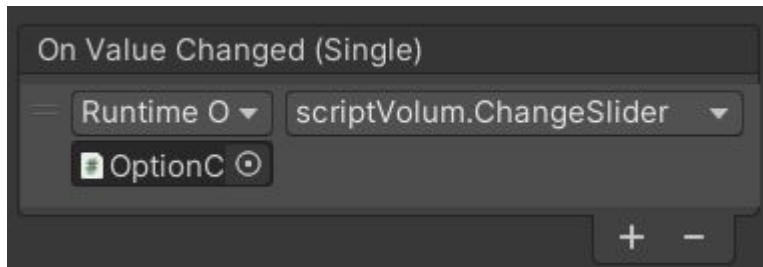 On Value Changed (Single)
Runtime O scriptVolum.ChangeSlider
OptionC